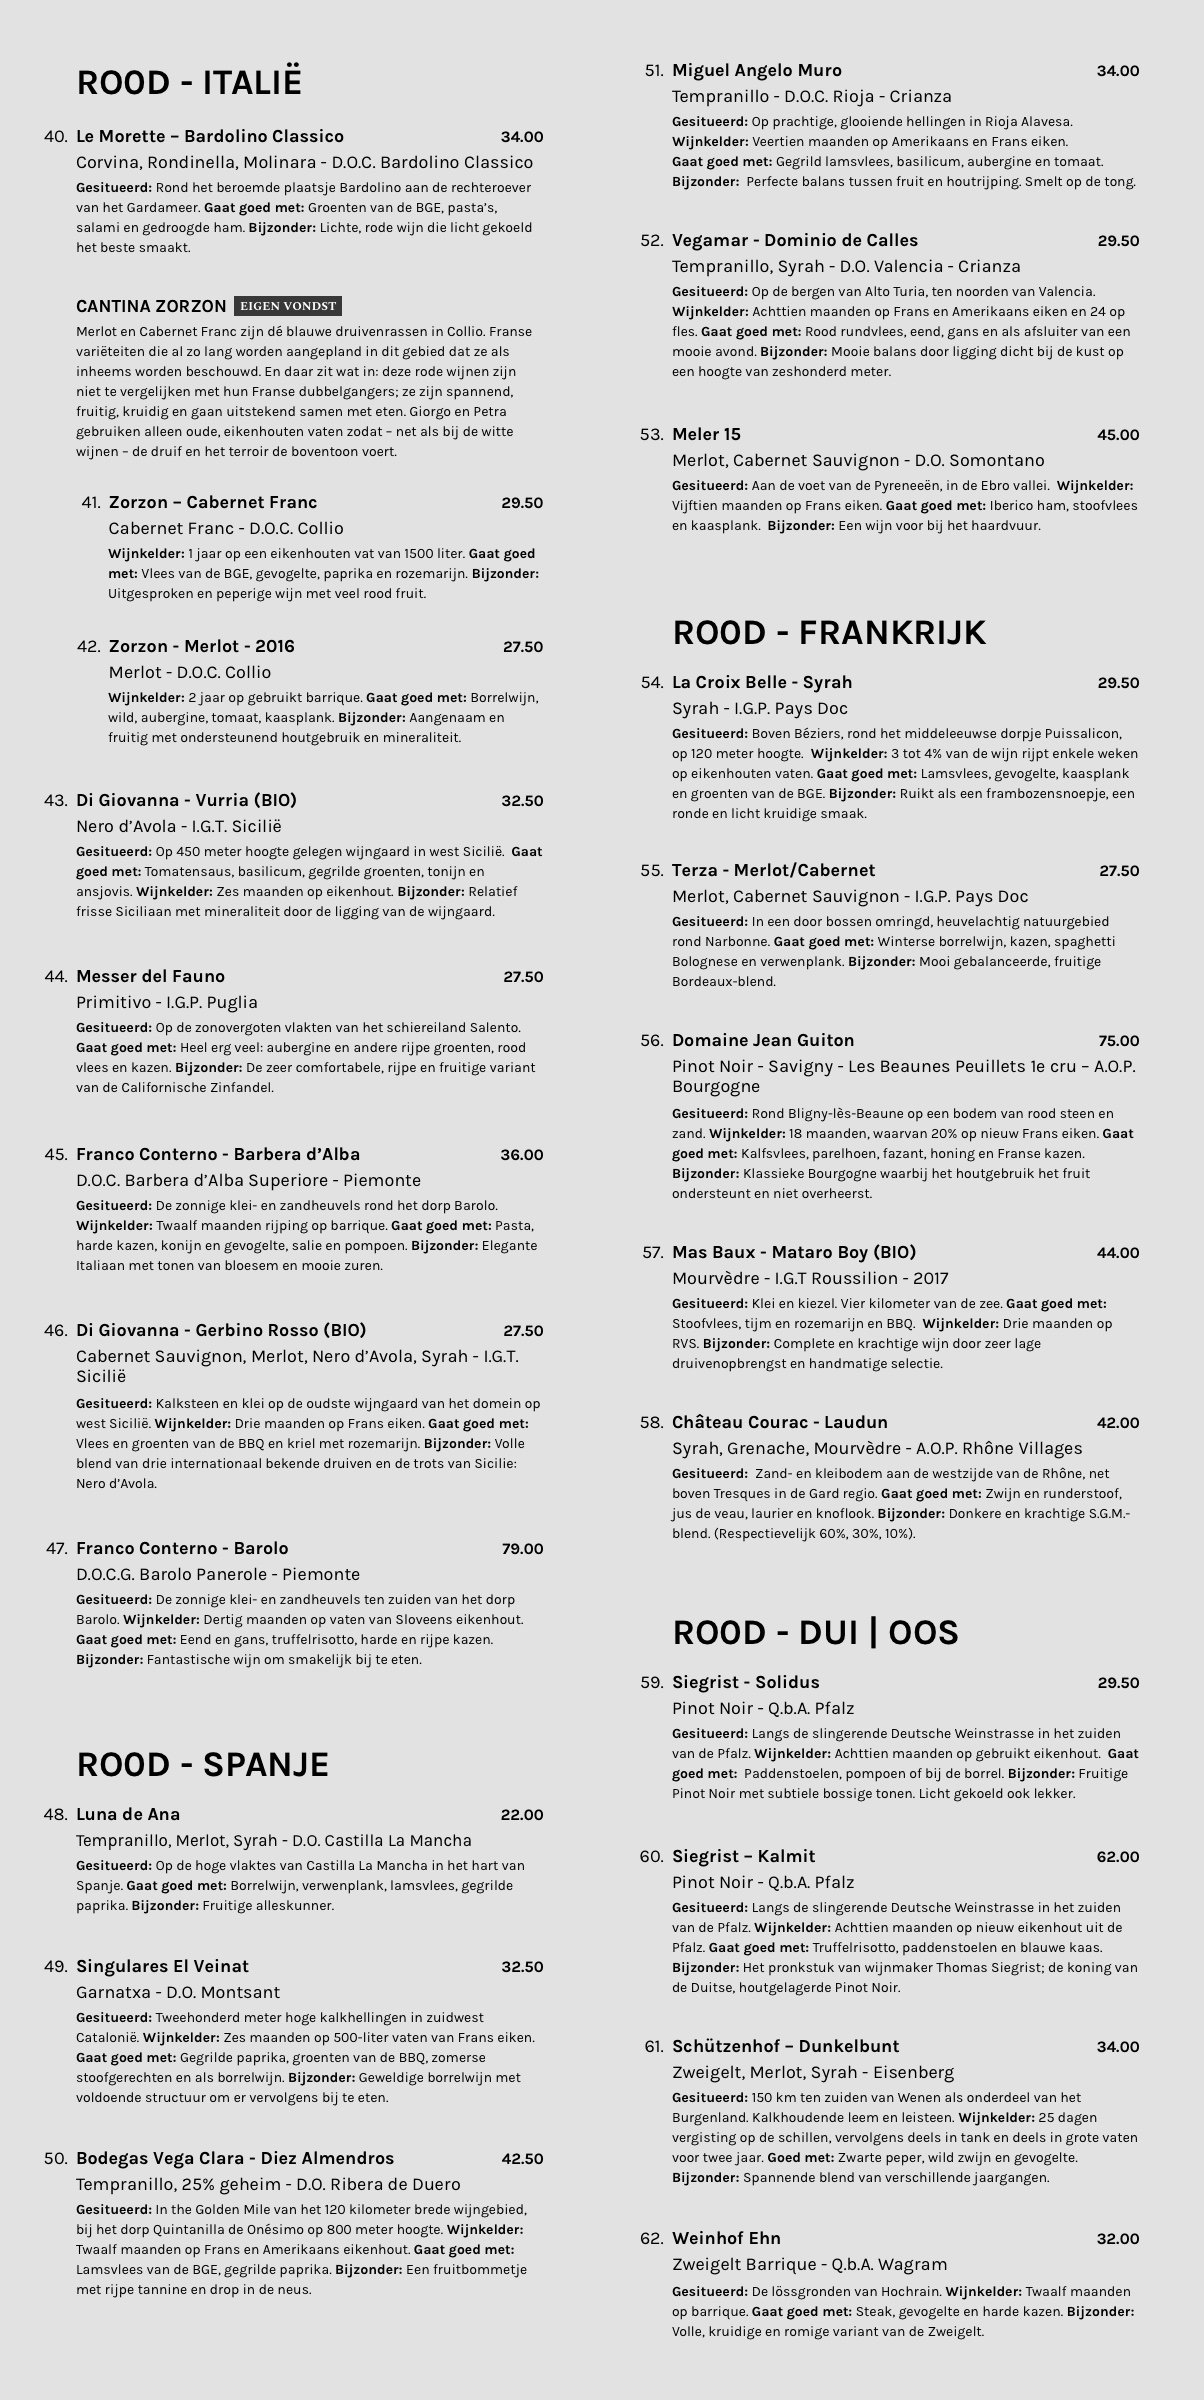 ROOD - ITALIË
40. Le Morette – Bardolino Classico 34.00
Corvina, Rondinella, Molinara - D.O.C. Bardolino Classico
Gesitueerd: Rond het beroemde plaatsje Bardolino aan de rechteroever
van het Gardameer. Gaat goed met: Groenten van de BGE, pasta’s,
salami en gedroogde ham. Bijzonder: Lichte, rode wijn die licht gekoeld
het beste smaakt.
CANTINA ZORZON EIGEN VONDST
Merlot en Cabernet Franc zijn dé blauwe druivenrassen in Collio. Franse
variëteiten die al zo lang worden aangepland in dit gebied dat ze als
inheems worden beschouwd. En daar zit wat in: deze rode wijnen zijn
niet te vergelijken met hun Franse dubbelgangers; ze zijn spannend,
fruitig, kruidig en gaan uitstekend samen met eten. Giorgo en Petra
gebruiken alleen oude, eikenhouten vaten zodat – net als bij de witte
wijnen – de druif en het terroir de boventoon voert.
41. Zorzon – Cabernet Franc 29.50
Cabernet Franc - D.O.C. Collio
Wijnkelder: 1 jaar op een eikenhouten vat van 1500 liter. Gaat goed
met: Vlees van de BGE, gevogelte, paprika en rozemarijn. Bijzonder:
Uitgesproken en peperige wijn met veel rood fruit.
42. Zorzon - Merlot - 2016 27.50
Merlot - D.O.C. Collio
Wijnkelder: 2 jaar op gebruikt barrique. Gaat goed met: Borrelwijn,
wild, aubergine, tomaat, kaasplank. Bijzonder: Aangenaam en
fruitig met ondersteunend houtgebruik en mineraliteit.
43. Di Giovanna - Vurria (BIO) 32.50
Nero d’Avola - I.G.T. Sicilië
Gesitueerd: Op 450 meter hoogte gelegen wijngaard in west Sicilië. Gaat
goed met: Tomatensaus, basilicum, gegrilde groenten, tonijn en
ansjovis. Wijnkelder: Zes maanden op eikenhout. Bijzonder: Relatief
frisse Siciliaan met mineraliteit door de ligging van de wijngaard.
44. Messer del Fauno 27.50
Primitivo - I.G.P. Puglia
Gesitueerd: Op de zonovergoten vlakten van het schiereiland Salento.
Gaat goed met: Heel erg veel: aubergine en andere rijpe groenten, rood
vlees en kazen. Bijzonder: De zeer comfortabele, rijpe en fruitige variant
van de Californische Zinfandel.
45. Franco Conterno - Barbera d’Alba 36.00
D.O.C. Barbera d’Alba Superiore - Piemonte
Gesitueerd: De zonnige klei- en zandheuvels rond het dorp Barolo.
Wijnkelder: Twaalf maanden rijping op barrique. Gaat goed met: Pasta,
harde kazen, konijn en gevogelte, salie en pompoen. Bijzonder: Elegante
Italiaan met tonen van bloesem en mooie zuren.
46. Di Giovanna - Gerbino Rosso (BIO) 27.50
Cabernet Sauvignon, Merlot, Nero d’Avola, Syrah - I.G.T.
Sicilië
Gesitueerd: Kalksteen en klei op de oudste wijngaard van het domein op
west Sicilië. Wijnkelder: Drie maanden op Frans eiken. Gaat goed met:
Vlees en groenten van de BBQ en kriel met rozemarijn. Bijzonder: Volle
blend van drie internationaal bekende druiven en de trots van Sicilie:
Nero d’Avola.
47. Franco Conterno - Barolo 79.00
D.O.C.G. Barolo Panerole - Piemonte
Gesitueerd: De zonnige klei- en zandheuvels ten zuiden van het dorp
Barolo. Wijnkelder: Dertig maanden op vaten van Sloveens eikenhout.
Gaat goed met: Eend en gans, truffelrisotto, harde en rijpe kazen.
Bijzonder: Fantastische wijn om smakelijk bij te eten.
ROOD - SPANJE
48. Luna de Ana 22.00
Tempranillo, Merlot, Syrah - D.O. Castilla La Mancha
Gesitueerd: Op de hoge vlaktes van Castilla La Mancha in het hart van
Spanje. Gaat goed met: Borrelwijn, verwenplank, lamsvlees, gegrilde
paprika. Bijzonder: Fruitige alleskunner.
49. Singulares El Veinat 32.50
Garnatxa - D.O. Montsant
Gesitueerd: Tweehonderd meter hoge kalkhellingen in zuidwest
Catalonië. Wijnkelder: Zes maanden op 500-liter vaten van Frans eiken.
Gaat goed met: Gegrilde paprika, groenten van de BBQ, zomerse
stoofgerechten en als borrelwijn. Bijzonder: Geweldige borrelwijn met
voldoende structuur om er vervolgens bij te eten.
50. Bodegas Vega Clara - Diez Almendros 42.50
Tempranillo, 25% geheim - D.O. Ribera de Duero
Gesitueerd: In the Golden Mile van het 120 kilometer brede wijngebied,
bij het dorp Quintanilla de Onésimo op 800 meter hoogte. Wijnkelder:
Twaalf maanden op Frans en Amerikaans eikenhout. Gaat goed met:
Lamsvlees van de BGE, gegrilde paprika. Bijzonder: Een fruitbommetje
met rijpe tannine en drop in de neus.
51. Miguel Angelo Muro 34.00
Tempranillo - D.O.C. Rioja - Crianza
Gesitueerd: Op prachtige, glooiende hellingen in Rioja Alavesa.
Wijnkelder: Veertien maanden op Amerikaans en Frans eiken.
Gaat goed met: Gegrild lamsvlees, basilicum, aubergine en tomaat.
Bijzonder: Perfecte balans tussen fruit en houtrijping. Smelt op de tong.
52. Vegamar - Dominio de Calles 29.50
Tempranillo, Syrah - D.O. Valencia - Crianza
Gesitueerd: Op de bergen van Alto Turia, ten noorden van Valencia.
Wijnkelder: Achttien maanden op Frans en Amerikaans eiken en 24 op
fles. Gaat goed met: Rood rundvlees, eend, gans en als afsluiter van een
mooie avond. Bijzonder: Mooie balans door ligging dicht bij de kust op
een hoogte van zeshonderd meter.
53. Meler 15 45.00
Merlot, Cabernet Sauvignon - D.O. Somontano
Gesitueerd: Aan de voet van de Pyreneeën, in de Ebro vallei. Wijnkelder:
Vijftien maanden op Frans eiken. Gaat goed met: Iberico ham, stoofvlees
en kaasplank. Bijzonder: Een wijn voor bij het haardvuur.
ROOD - FRANKRIJK
54. La Croix Belle - Syrah 29.50
Syrah - I.G.P. Pays Doc
Gesitueerd: Boven Béziers, rond het middeleeuwse dorpje Puissalicon,
op 120 meter hoogte. Wijnkelder: 3 tot 4% van de wijn rijpt enkele weken
op eikenhouten vaten. Gaat goed met: Lamsvlees, gevogelte, kaasplank
en groenten van de BGE. Bijzonder: Ruikt als een frambozensnoepje, een
ronde en licht kruidige smaak.
55. Terza - Merlot/Cabernet 27.50
Merlot, Cabernet Sauvignon - I.G.P. Pays Doc
Gesitueerd: In een door bossen omringd, heuvelachtig natuurgebied
rond Narbonne. Gaat goed met: Winterse borrelwijn, kazen, spaghetti
Bolognese en verwenplank. Bijzonder: Mooi gebalanceerde, fruitige
Bordeaux-blend.
56. Domaine Jean Guiton 75.00
Pinot Noir - Savigny - Les Beaunes Peuillets 1e cru – A.O.P.
Bourgogne
Gesitueerd: Rond Bligny-lès-Beaune op een bodem van rood steen en
zand. Wijnkelder: 18 maanden, waarvan 20% op nieuw Frans eiken. Gaat
goed met: Kalfsvlees, parelhoen, fazant, honing en Franse kazen.
Bijzonder: Klassieke Bourgogne waarbij het houtgebruik het fruit
ondersteunt en niet overheerst.
57. Mas Baux - Mataro Boy (BIO) 44.00
Mourvèdre - I.G.T Roussilion - 2017
Gesitueerd: Klei en kiezel. Vier kilometer van de zee. Gaat goed met:
Stoofvlees, tijm en rozemarijn en BBQ. Wijnkelder: Drie maanden op
RVS. Bijzonder: Complete en krachtige wijn door zeer lage
druivenopbrengst en handmatige selectie.
58. Château Courac - Laudun 42.00
Syrah, Grenache, Mourvèdre - A.O.P. Rhône Villages
Gesitueerd: Zand- en kleibodem aan de westzijde van de Rhône, net
boven Tresques in de Gard regio. Gaat goed met: Zwijn en runderstoof,
jus de veau, laurier en knoflook. Bijzonder: Donkere en krachtige S.G.M.-
blend. (Respectievelijk 60%, 30%, 10%).
ROOD - DUI | OOS
59. Siegrist - Solidus 29.50
Pinot Noir - Q.b.A. Pfalz
Gesitueerd: Langs de slingerende Deutsche Weinstrasse in het zuiden
van de Pfalz. Wijnkelder: Achttien maanden op gebruikt eikenhout. Gaat
goed met: Paddenstoelen, pompoen of bij de borrel. Bijzonder: Fruitige
Pinot Noir met subtiele bossige tonen. Licht gekoeld ook lekker.
60. Siegrist – Kalmit 62.00
Pinot Noir - Q.b.A. Pfalz
Gesitueerd: Langs de slingerende Deutsche Weinstrasse in het zuiden
van de Pfalz. Wijnkelder: Achttien maanden op nieuw eikenhout uit de
Pfalz. Gaat goed met: Truffelrisotto, paddenstoelen en blauwe kaas.
Bijzonder: Het pronkstuk van wijnmaker Thomas Siegrist; de koning van
de Duitse, houtgelagerde Pinot Noir.
61. Schützenhof – Dunkelbunt 34.00
Zweigelt, Merlot, Syrah - Eisenberg
Gesitueerd: 150 km ten zuiden van Wenen als onderdeel van het
Burgenland. Kalkhoudende leem en leisteen. Wijnkelder: 25 dagen
vergisting op de schillen, vervolgens deels in tank en deels in grote vaten
voor twee jaar. Goed met: Zwarte peper, wild zwijn en gevogelte.
Bijzonder: Spannende blend van verschillende jaargangen.
62. Weinhof Ehn 32.00
Zweigelt Barrique - Q.b.A. Wagram
Gesitueerd: De lössgronden van Hochrain. Wijnkelder: Twaalf maanden
op barrique. Gaat goed met: Steak, gevogelte en harde kazen. Bijzonder:
Volle, kruidige en romige variant van de Zweigelt.